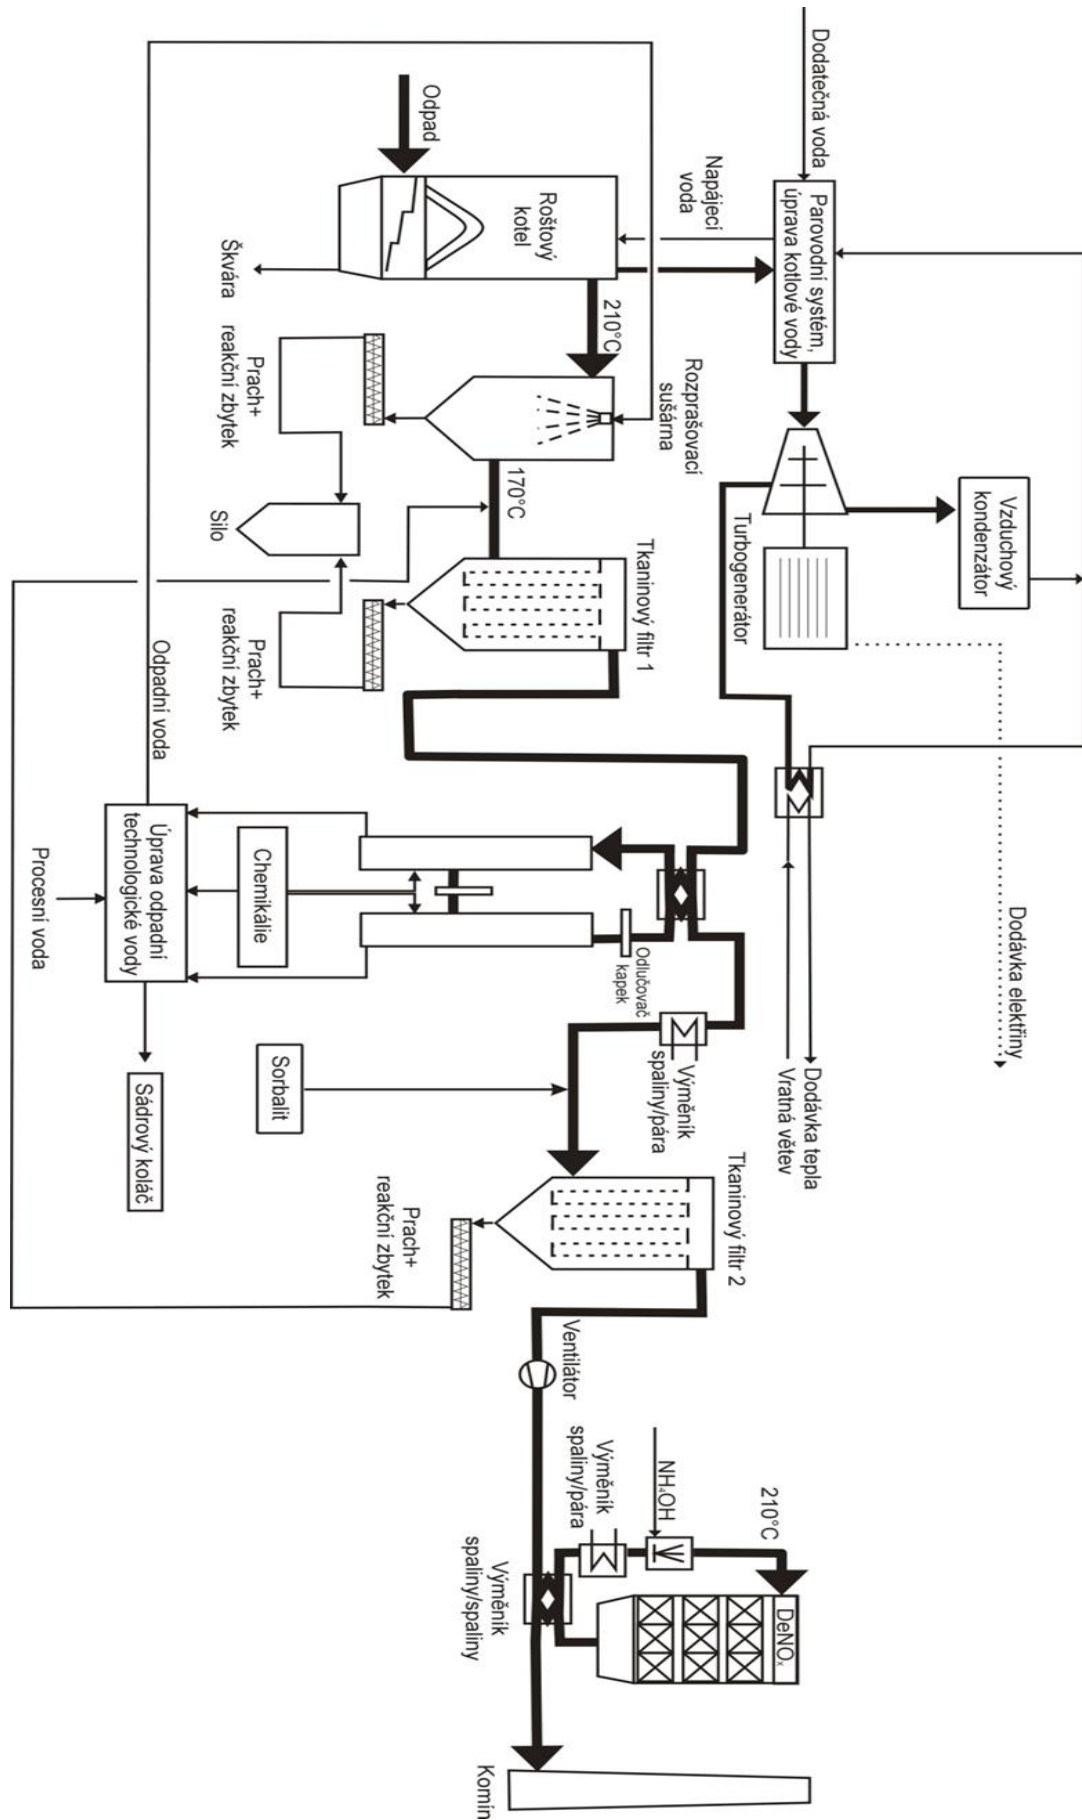 Dodatečná voda
Parovodní systém,
úprava kotlové vody
Napájecí
voda
Odpad
Roštový
kotel
Škvára
210°C
Rozprašovací
sušárna
Prach+
reakční zbytek
170°C
Silo
Vzduchový
kondenzátor
Turbogenerátor
Tkaninový filtr 1
Prach+
reakční zbytek
Odpadní voda
Dodávka elektřiny
Dodávka tepla
Vratná větev
Odlučovač
kapek
Chemikálie
Úprava odpadní
technologické vody
Procesní voda
Sádrový koláč
Sorbalit
Výměník
spaliny/pára
Tkaninový filtr 2
Prach+
reakční zbytek
Ventilátor
Výměník
spaliny/pára
NH₄OH
210°C
DeNOₓ
Výměník
spaliny/spaliny
Komín